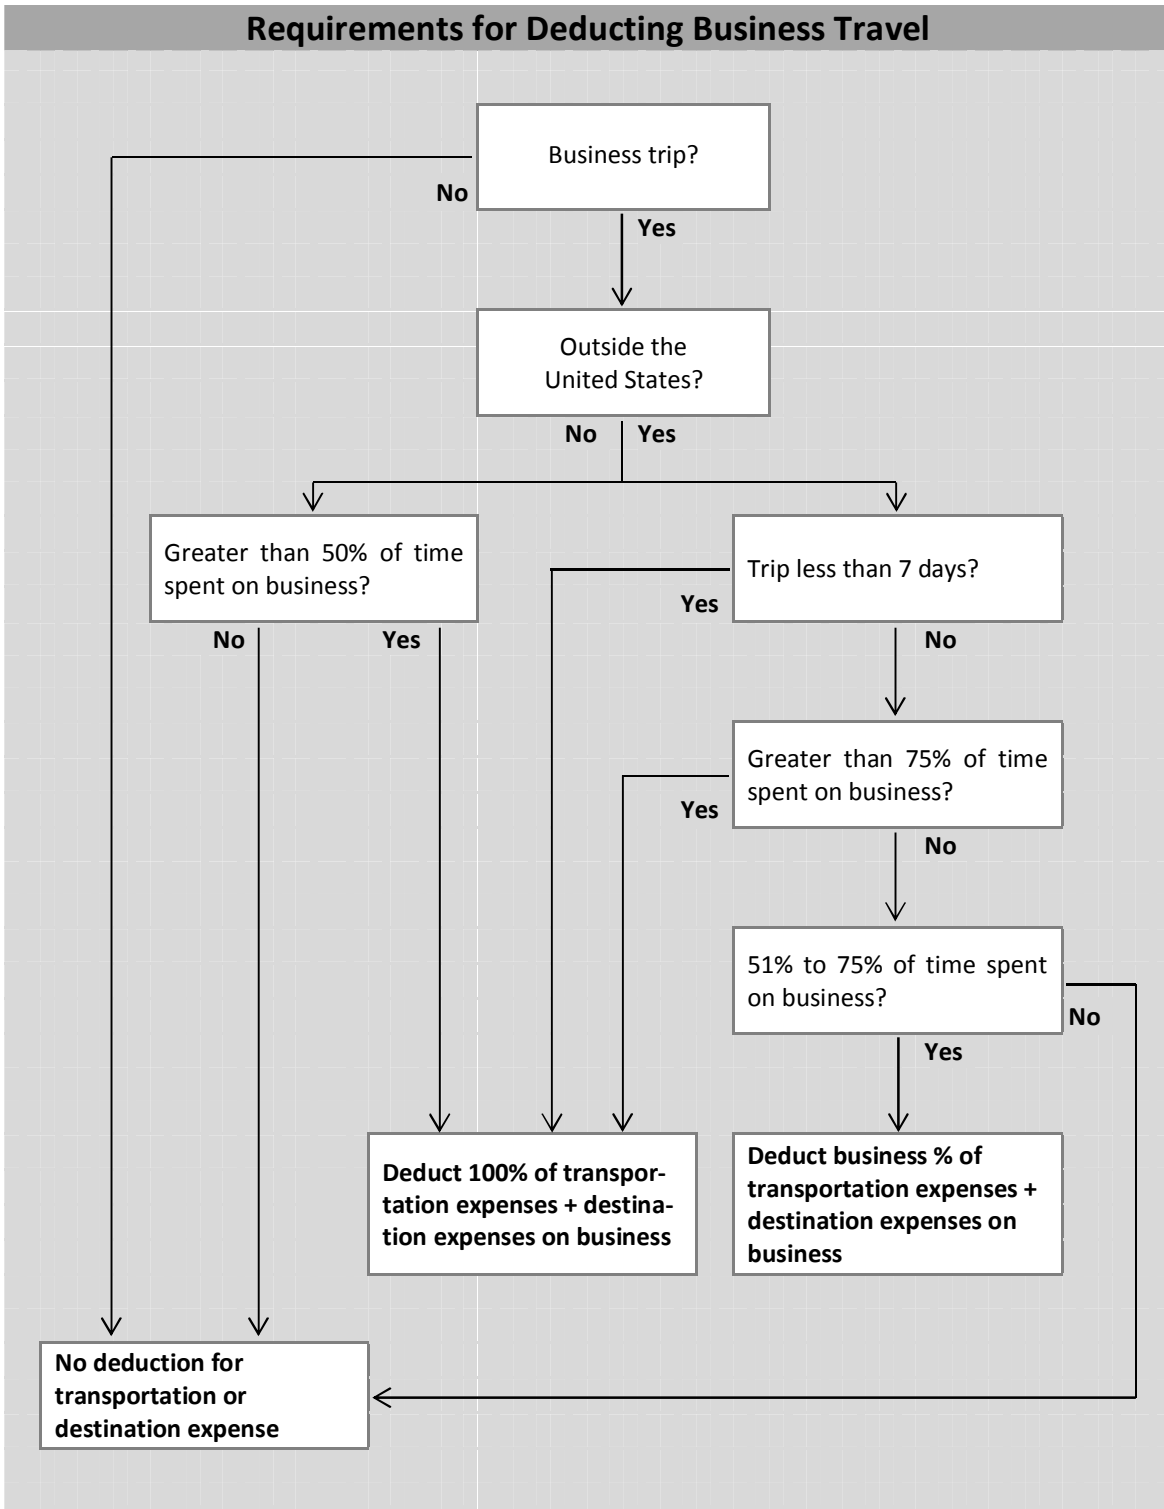 Requirements for Deducting Business Travel
Business trip?
No
Yes
Outside the
United States?
No
Yes
Greater than 50% of time
spent on business?
Trip less than 7 days?
Yes
No
Yes
No
Greater than 75% of time
spent on business?
Yes
No
51% to 75% of time spent
on business?
No
Yes
Deduct 100% of transpor-
tation expenses + destina-
tion expenses on business
Deduct business % of
transportation expenses +
destination expenses on
business
No deduction for
transportation or
destination expense